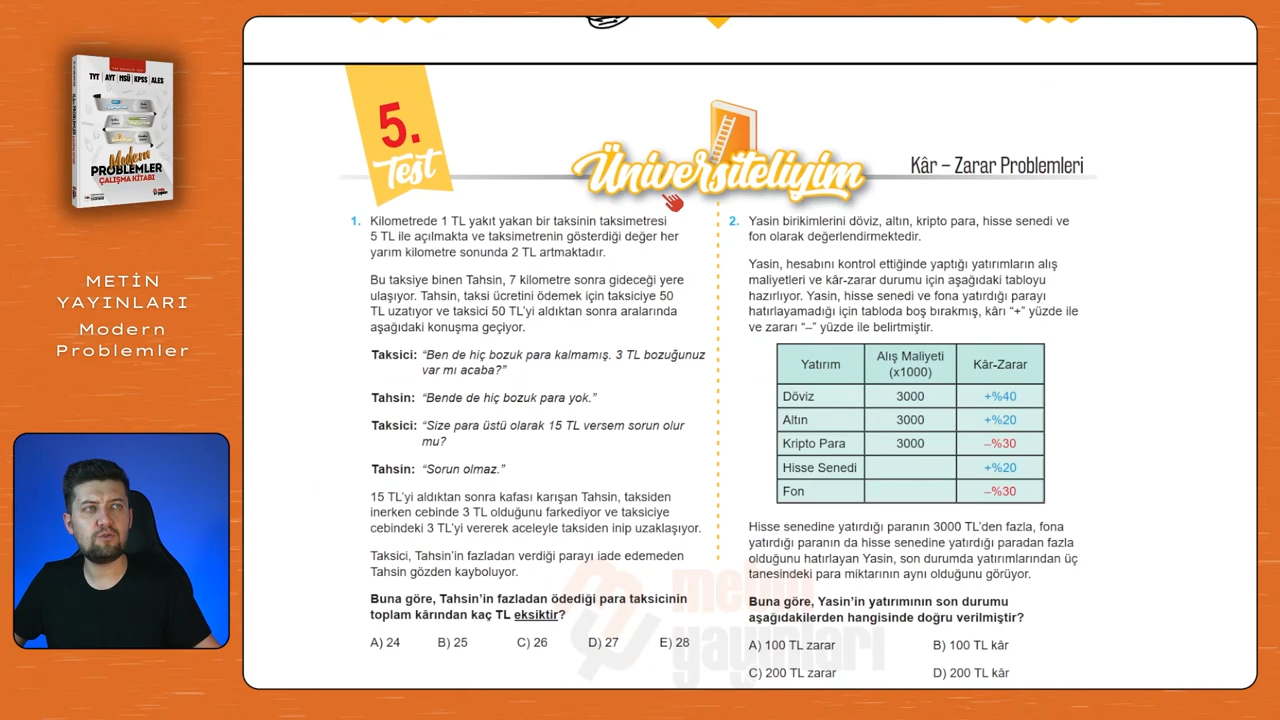 TYT AYT MSÜ KPSS ALES
Modern
PROBLEMLER
ÇALIŞMA KİTABI
METİN
YAYINLARI
Modern
Problemler
5.
Test
Üniversiteliyim
Kâr – Zarar Problemleri
1. Kilometrede 1 TL yakıt yakan bir taksinin taksimetresi
5 TL ile açılmakta ve taksimetrenin gösterdiği değer her
yarım kilometre sonunda 2 TL artmaktadır.
Bu taksiye binen Tahsin, 7 kilometre sonra gideceği yere
ulaşıyor. Tahsin, taksi ücretini ödemek için taksiciye 50
TL uzatıyor ve taksici 50 TL'yi aldıktan sonra aralarında
aşağıdaki konuşma geçiyor.
Taksici: “Ben de hiç bozuk para kalmamış. 3 TL bozuğunuz
var mı acaba?”
Tahsin: “Bende de hiç bozuk para yok.”
Taksici: “Size para üstü olarak 15 TL versem sorun olur
mu?
Tahsin: “Sorun olmaz.”
15 TL'yi aldıktan sonra kafası karışan Tahsin, taksiden
inerken cebinde 3 TL olduğunu farkediyor ve taksiciye
cebindeki 3 TL'yi vererek aceleyle taksiden inip uzaklaşıyor.
Taksici, Tahsin'in fazladan verdiği parayı iade edemeden
Tahsin gözden kayboluyor.
Buna göre, Tahsin'in fazladan ödediği para taksicinin
toplam kârından kaç TL eksiktir?
A) 24 B) 25 C) 26 D) 27 E) 28
2. Yasin birikimlerini döviz, altın, kripto para, hisse senedi ve
fon olarak değerlendirmektedir.
Yasin, hesabını kontrol ettiğinde yaptığı yatırımların alış
maliyetleri ve kâr-zarar durumu için aşağıdaki tabloyu
hazırlıyor. Yasin, hisse senedi ve fona yatırdığı parayı
hatırlayamadığı için tabloda boş bırakmış, kârı “+” yüzde ile
ve zararı “–” yüzde ile belirtmiştir.
Yatırım Alış Maliyeti (x1000) Kâr-Zarar
Döviz 3000 +%40
Altın 3000 +%20
Kripto Para 3000 –%30
Hisse Senedi +%20
Fon –%30
Hisse senedine yatırdığı paranın 3000 TL'den fazla, fona
yatırdığı paranın da hisse senedine yatırdığı paradan fazla
olduğunu hatırlayan Yasin, son durumda yatırımlarından üç
tanesindeki para miktarının aynı olduğunu görüyor.
Buna göre, Yasin'in yatırımının son durumu
aşağıdakilerden hangisinde doğru verilmiştir?
A) 100 TL zarar B) 100 TL kâr
C) 200 TL zarar D) 200 TL kâr
metin
yayınları